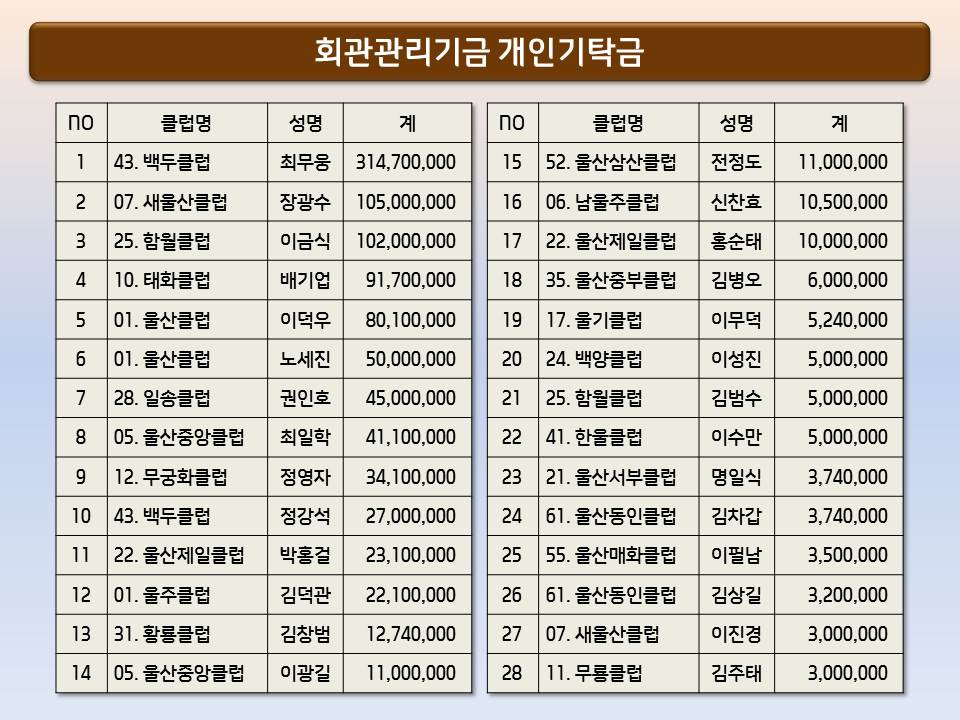 회관관리기금 개인기탁금
NO 클럽명 성명 계
1 43. 백두클럽 최무웅 314,700,000
2 07. 새울산클럽 장광수 105,000,000
3 25. 함월클럽 이금식 102,000,000
4 10. 태화클럽 배기업 91,700,000
5 01. 울산클럽 이덕우 80,100,000
6 01. 울산클럽 노세진 50,000,000
7 28. 일송클럽 권인호 45,000,000
8 05. 울산중앙클럽 최일학 41,100,000
9 12. 무궁화클럽 정영자 34,100,000
10 43. 백두클럽 정강석 27,000,000
11 22. 울산제일클럽 박홍걸 23,100,000
12 01. 울주클럽 김덕관 22,100,000
13 31. 황룡클럽 김창범 12,740,000
14 05. 울산중앙클럽 이광길 11,000,000
NO 클럽명 성명 계
15 52. 울산삼산클럽 전정도 11,000,000
16 06. 남울주클럽 신찬효 10,500,000
17 22. 울산제일클럽 홍순태 10,000,000
18 35. 울산중부클럽 김병오 6,000,000
19 17. 울기클럽 이무덕 5,240,000
20 24. 백양클럽 이성진 5,000,000
21 25. 함월클럽 김범수 5,000,000
22 41. 한울클럽 이수만 5,000,000
23 21. 울산서부클럽 명일식 3,740,000
24 61. 울산동인클럽 김차갑 3,740,000
25 55. 울산매화클럽 이필남 3,500,000
26 61. 울산동인클럽 김상길 3,200,000
27 07. 새울산클럽 이진경 3,000,000
28 11. 무룡클럽 김주태 3,000,000